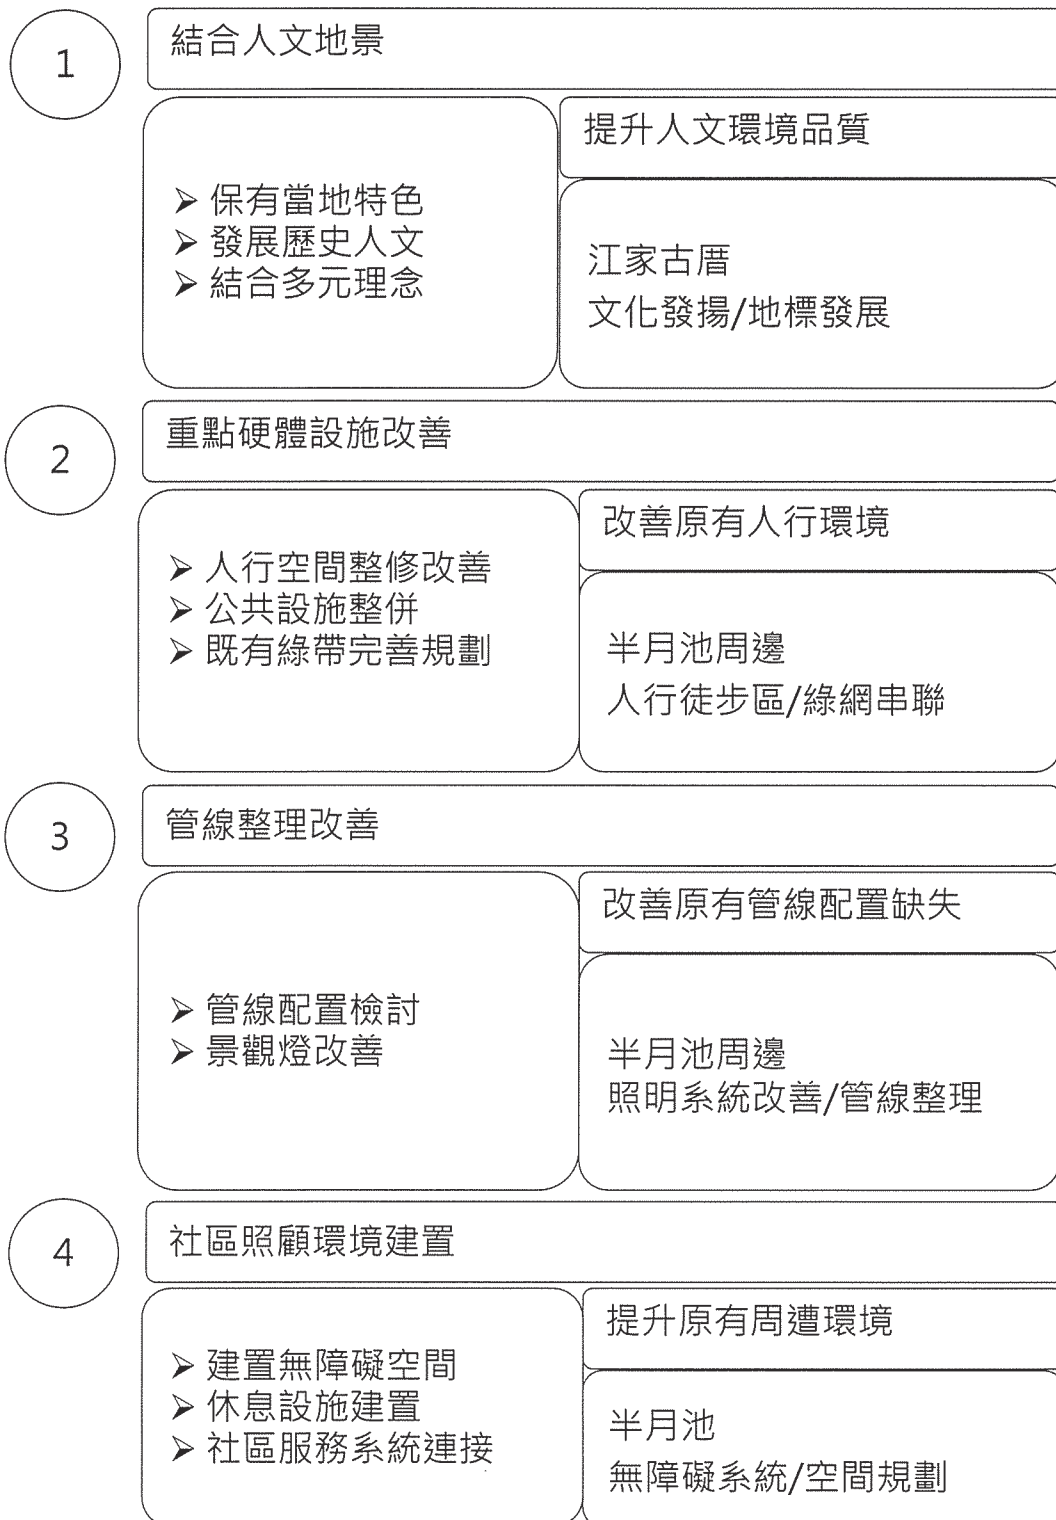 1
結合人文地景
提升人文環境品質
➢ 保有當地特色
➢ 發展歷史人文
➢ 結合多元理念
江家古厝
文化發揚/地標發展
2
重點硬體設施改善
改善原有人行環境
➢ 人行空間整修改善
➢ 公共設施整併
➢ 既有綠帶完善規劃
半月池周邊
人行徒步區/綠網串聯
3
管線整理改善
改善原有管線配置缺失
➢ 管線配置檢討
➢ 景觀燈改善
半月池周邊
照明系統改善/管線整理
4
社區照顧環境建置
提升原有周遭環境
➢ 建置無障礙空間
➢ 休息設施建置
➢ 社區服務系統連接
半月池
無障礙系統/空間規劃